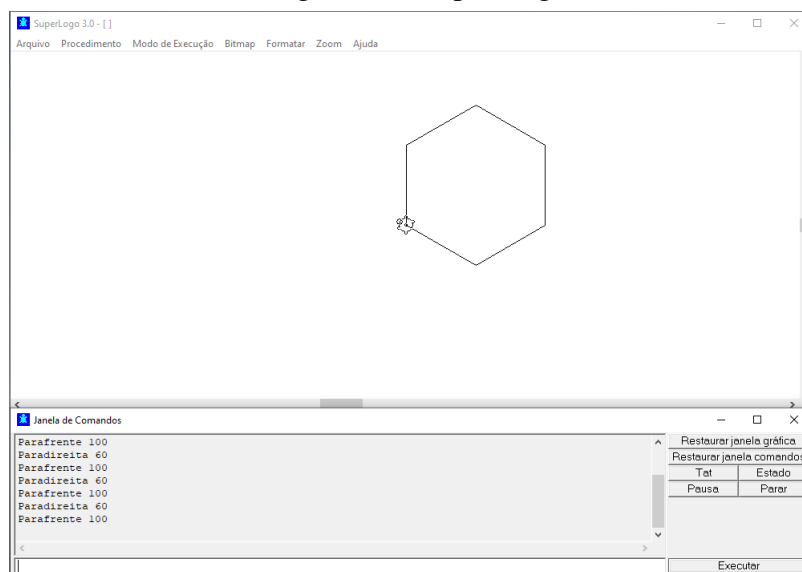 SuperLogo 3.0 - [ ]
Arquivo Procedimento Modo de Execução Bitmap Formatar Zoom Ajuda
Janela de Comandos
Parafrente 100
Paradireita 60
Parafrente 100
Paradireita 60
Parafrente 100
Paradireita 60
Parafrente 100
Restaurar janela gráfica
Restaurar janela comandos
Tat Estado
Pausa Parar
Executar